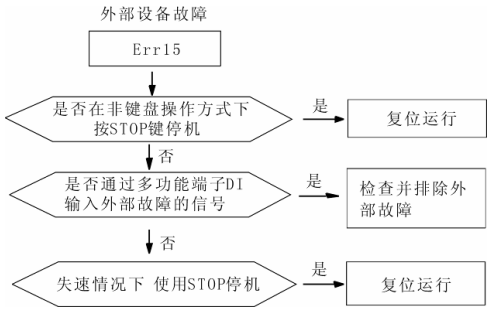 外部设备故障
Err15
是否在非键盘操作方式下
按STOP键停机
是
复位运行
否
是否通过多功能端子DI
输入外部故障的信号
是
检查并排除外
部故障
否
失速情况下 使用STOP停机
是
复位运行